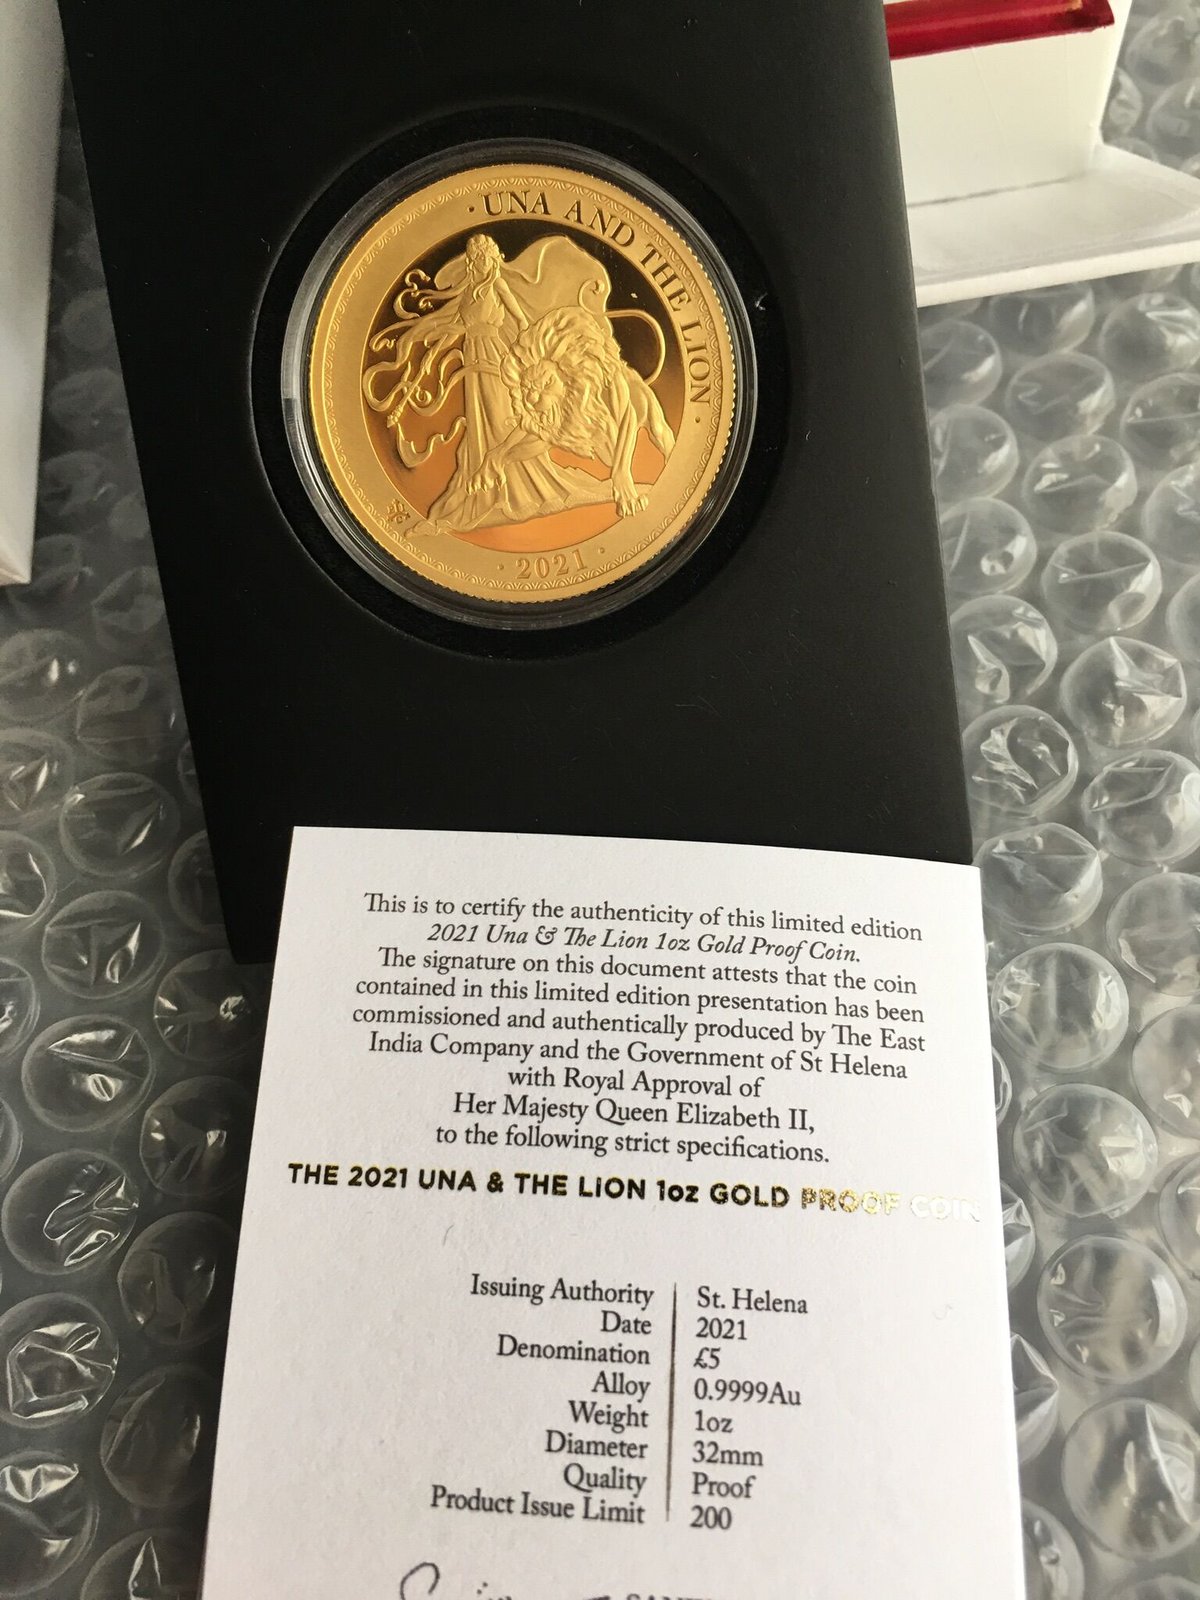 · UNA AND THE LION ·
· 2021 ·
This is to certify the authenticity of this limited edition
2021 Una & The Lion 1oz Gold Proof Coin.
The signature on this document attests that the coin
contained in this limited edition presentation has been
commissioned and authentically produced by The East
India Company and the Government of St Helena
with Royal Approval of
Her Majesty Queen Elizabeth II,
to the following strict specifications.
THE 2021 UNA & THE LION 1oz GOLD PROOF COIN
Issuing Authority St. Helena
Date 2021
Denomination £5
Alloy 0.9999Au
Weight 1oz
Diameter 32mm
Quality Proof
Product Issue Limit 200